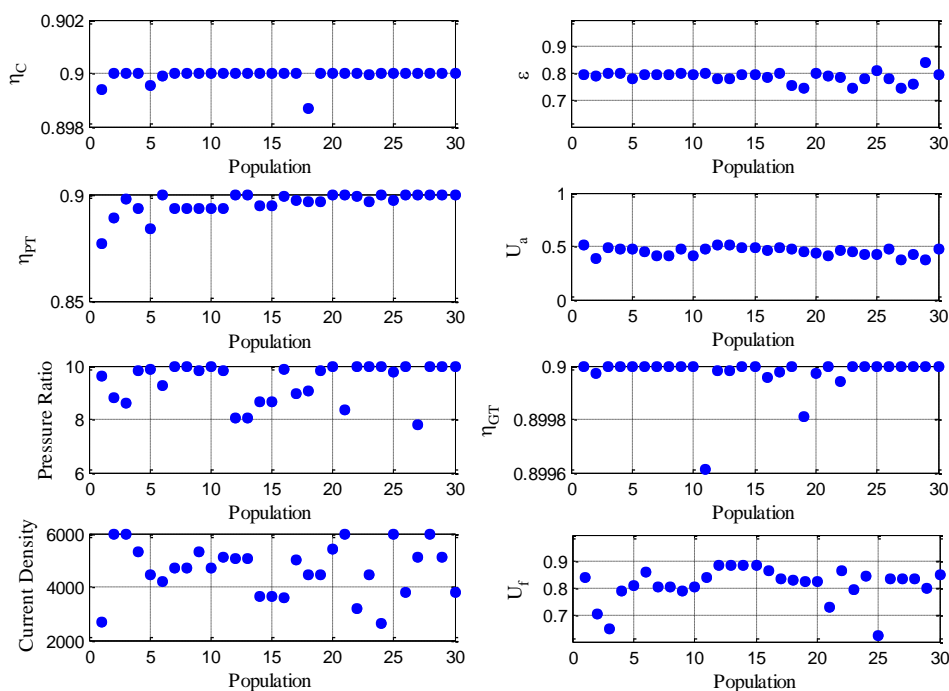 0.902
0.9
0.898
η_C
0 5 10 15 20 25 30
Population
0.9
0.8
0.7
ε
0 5 10 15 20 25 30
Population
0.9
0.85
η_PT
0 5 10 15 20 25 30
Population
1
0.5
0
U_a
0 5 10 15 20 25 30
Population
10
8
6
Pressure Ratio
0 5 10 15 20 25 30
Population
0.9
0.8998
0.8996
η_GT
0 5 10 15 20 25 30
Population
6000
4000
2000
Current Density
0 5 10 15 20 25 30
Population
0.9
0.8
0.7
U_f
0 5 10 15 20 25 30
Population